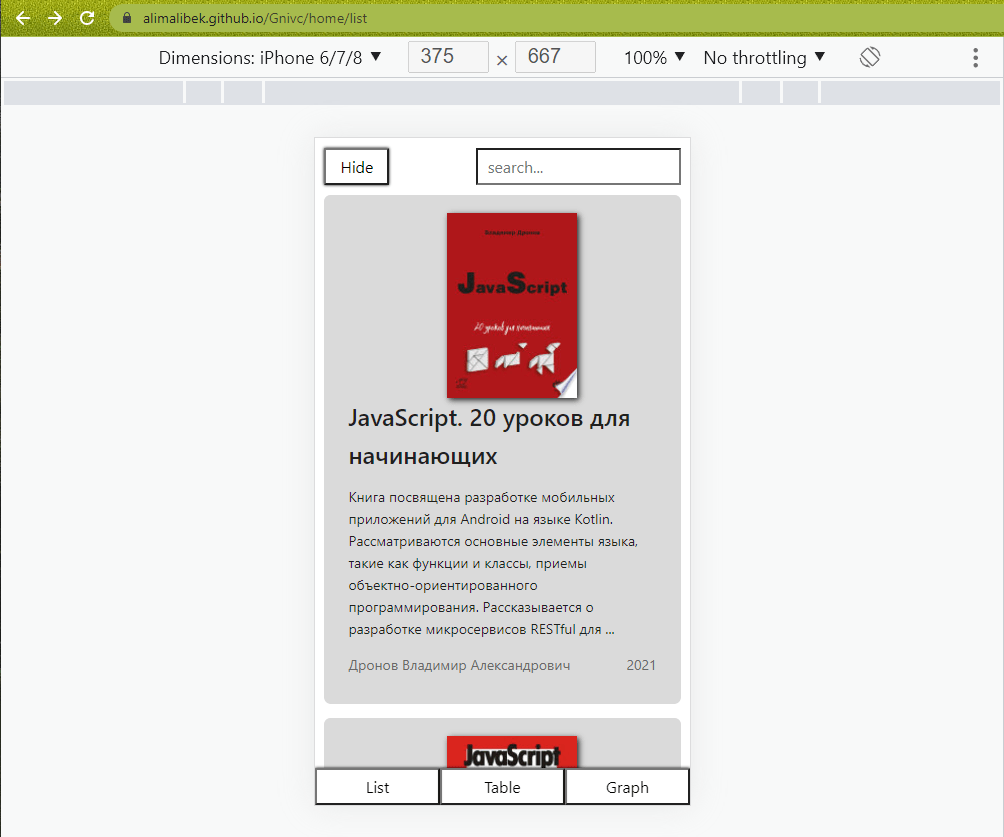 alimalibek.github.io/Gnivc/home/list
Dimensions: iPhone 6/7/8 ▼ 375 × 667 100% ▼ No throttling ▼
Hide search...
Владимир Дронов
JavaScript
20 уроков для начинающих
JavaScript. 20 уроков для
начинающих
Книга посвящена разработке мобильных
приложений для Android на языке Kotlin.
Рассматриваются основные элементы языка,
такие как функции и классы, приемы
объектно-ориентированного
программирования. Рассказывается о
разработке микросервисов RESTful для ...
Дронов Владимир Александрович 2021
JavaScript
List Table Graph